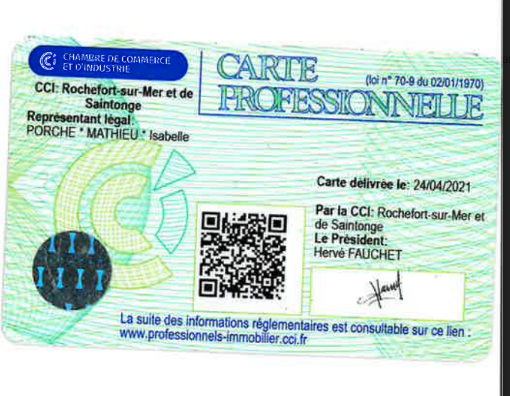 CHAMBRE DE COMMERCE
ET D'INDUSTRIE
CARTE
PROFESSIONNELLE
(loi n° 70-9 du 02/01/1970)
CCI: Rochefort-sur-Mer et de
Saintonge
Représentant légal:
PORCHE * MATHIEU * Isabelle
Carte délivrée le: 24/04/2021
Par la CCI: Rochefort-sur-Mer et
de Saintonge
Le Président:
Hervé FAUCHET
La suite des informations réglementaires est consultable sur ce lien :
www.professionnels-immobilier.cci.fr